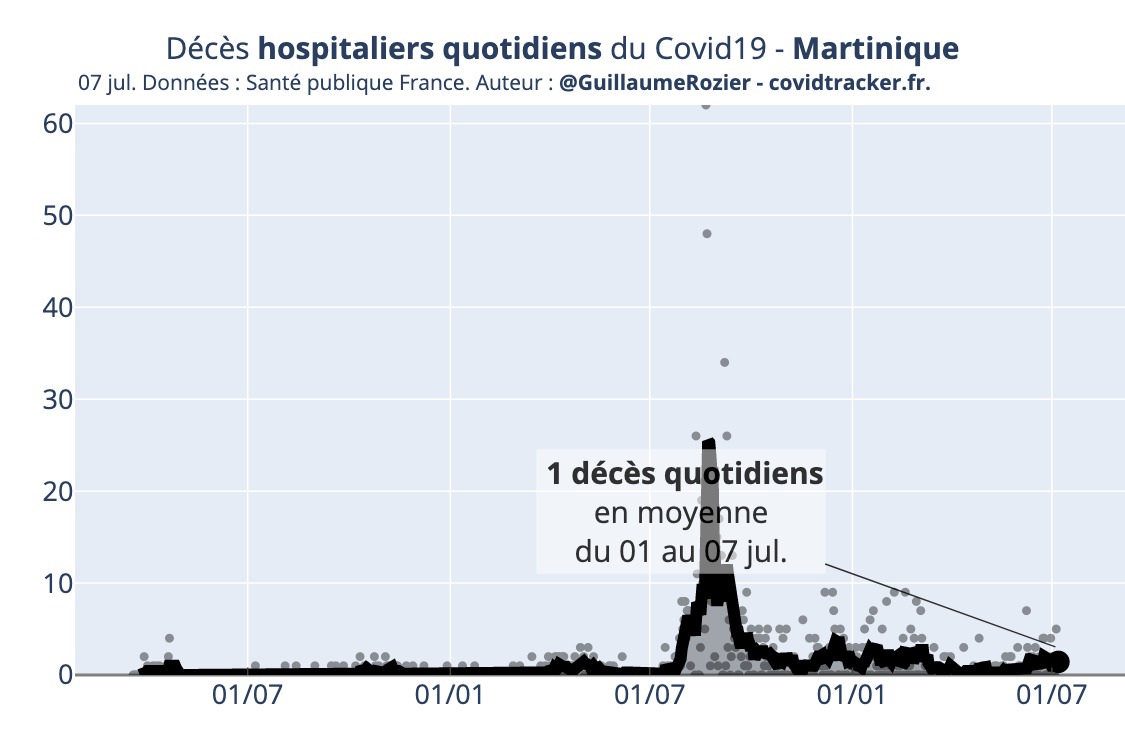 Décès hospitaliers quotidiens du Covid19 - Martinique
07 jul. Données : Santé publique France. Auteur : @GuillaumeRozier - covidtracker.fr.
60
50
40
30
20
10
0
1 décès quotidiens
en moyenne
du 01 au 07 jul.
01/07 01/01 01/07 01/01 01/07